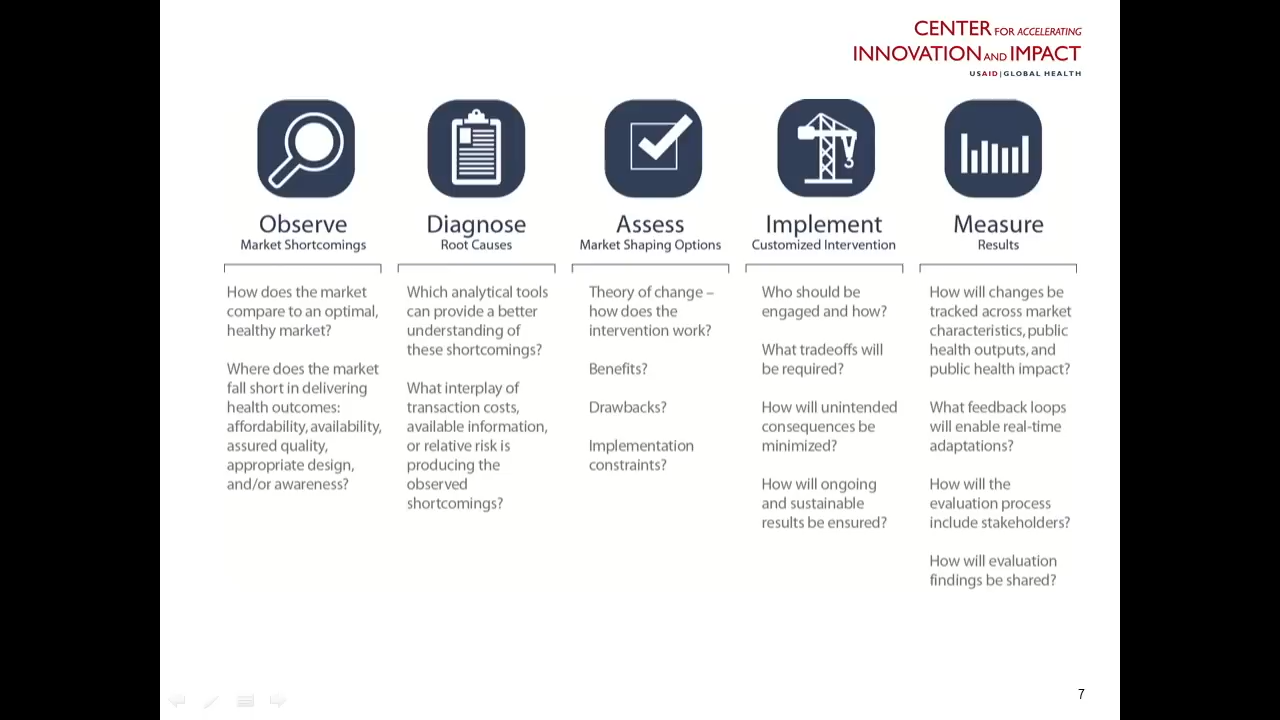 CENTER FOR ACCELERATING
INNOVATION AND IMPACT
USAID | GLOBAL HEALTH
Observe
Market Shortcomings
How does the market
compare to an optimal,
healthy market?
Where does the market
fall short in delivering
health outcomes:
affordability, availability,
assured quality,
appropriate design,
and/or awareness?
Diagnose
Root Causes
Which analytical tools
can provide a better
understanding of
these shortcomings?
What interplay of
transaction costs,
available information,
or relative risk is
producing the
observed
shortcomings?
Assess
Market Shaping Options
Theory of change –
how does the
intervention work?
Benefits?
Drawbacks?
Implementation
constraints?
Implement
Customized Intervention
Who should be
engaged and how?
What tradeoffs will
be required?
How will unintended
consequences be
minimized?
How will ongoing
and sustainable
results be ensured?
Measure
Results
How will changes be
tracked across market
characteristics, public
health outputs, and
public health impact?
What feedback loops
will enable real-time
adaptations?
How will the
evaluation process
include stakeholders?
How will evaluation
findings be shared?
7